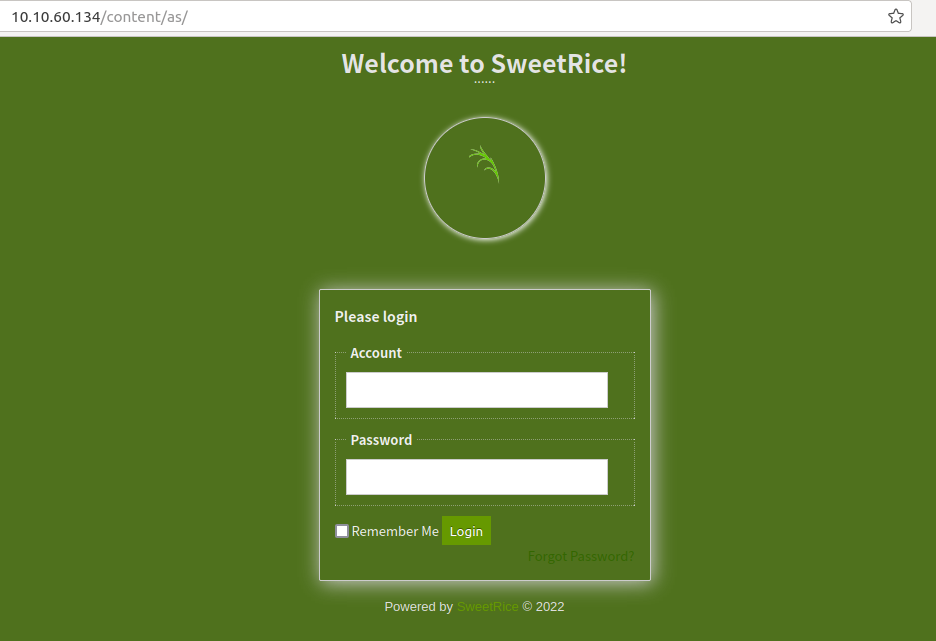 10.10.60.134/content/as/
Welcome to SweetRice!
......
Please login
Account
Password
Remember Me Login
Forgot Password?
Powered by SweetRice © 2022